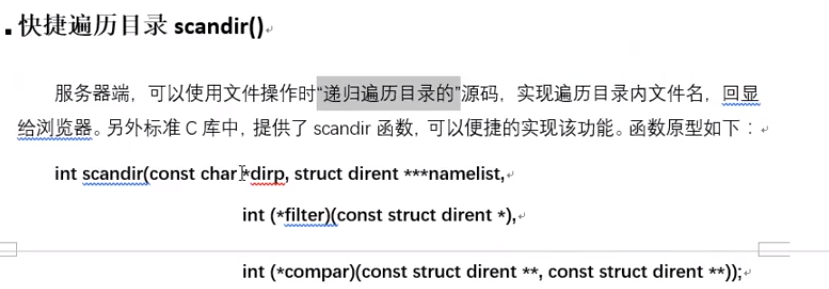 ▪快捷遍历目录 scandir()
服务器端，可以使用文件操作时“递归遍历目录的”源码，实现遍历目录内文件名，回显
给浏览器。另外标准 C 库中，提供了 scandir 函数，可以便捷的实现该功能。函数原型如下：
int scandir(const char *dirp, struct dirent ***namelist,
int (*filter)(const struct dirent *),
int (*compar)(const struct dirent **, const struct dirent **));